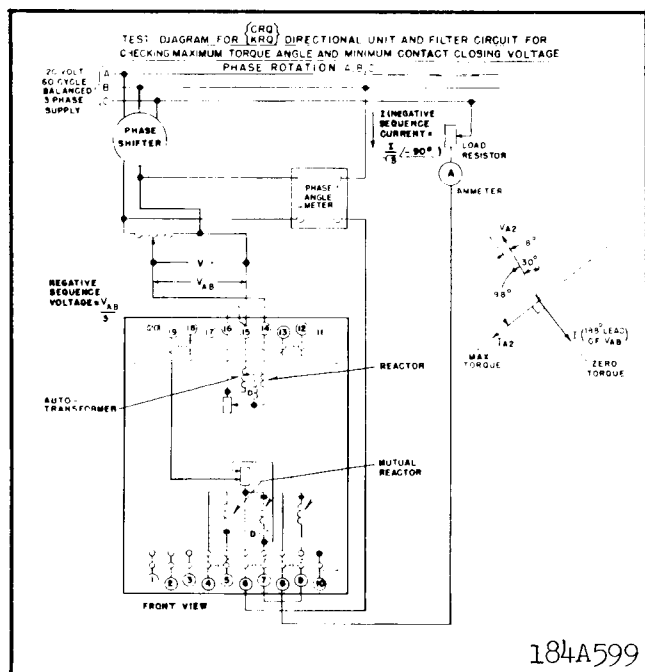 {CRQ}
TEST DIAGRAM FOR {KRQ} DIRECTIONAL UNIT AND FILTER CIRCUIT FOR
CHECKING MAXIMUM TORQUE ANGLE AND MINIMUM CONTACT CLOSING VOLTAGE
PHASE ROTATION A,B,C
VOLT
60 CYCLE
BALANCED
3 PHASE
SUPPLY
A
B
C
PHASE
SHIFTER
I (NEGATIVE
SEQUENCE
CURRENT =
I/√3 /-90°)
LOAD
RESISTOR
A
AMMETER
PHASE
ANGLE
METER
V
VAB
NEGATIVE
SEQUENCE
VOLTAGE = VAB
3
VA2
8°
30°
98°
IA2
MAX
TORQUE
I
OF VAB
ZERO
TORQUE
19 18 17 16 15 14 13 12 11
REACTOR
AUTO-
TRANSFORMER
D
MUTUAL
REACTOR
D
1 2 3 4 5 6 7 8 9 10
FRONT VIEW
184A599